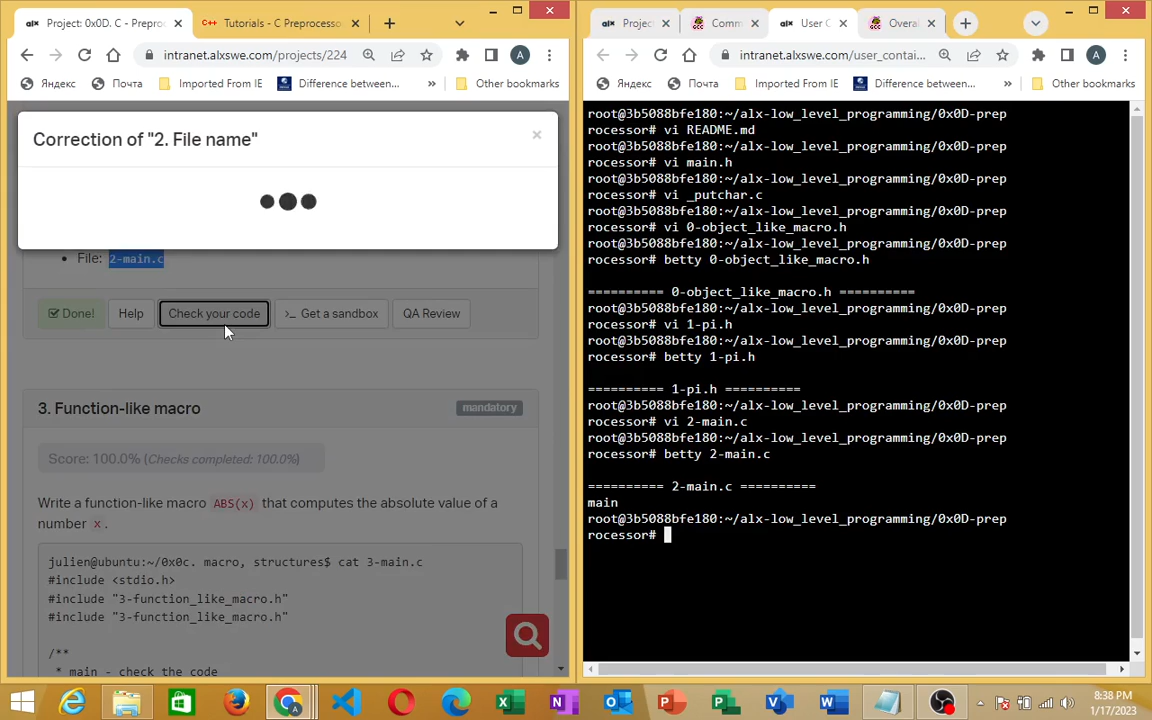 Project: 0x0D. C - Preproc
Tutorials - C Preprocesso
intranet.alxswe.com/projects/224
A
Яндекс
Почта
Imported From IE
Difference between...
»
Other bookmarks
Correction of "2. File name"
×
File: 2-main.c
Done!
Help
Check your code
>_ Get a sandbox
QA Review
3. Function-like macro
mandatory
Score: 100.0% (Checks completed: 100.0%)
Write a function-like macro ABS(x) that computes the absolute value of a
number x.
julien@ubuntu:~/0x0c. macro, structures$ cat 3-main.c
#include <stdio.h>
#include "3-function_like_macro.h"
#include "3-function_like_macro.h"
/**
* main - check the code
Projec
Comm
User C
Overal
intranet.alxswe.com/user_contai...
A
Яндекс
Почта
Imported From IE
Difference between...
»
Other bookmarks
root@3b5088bfe180:~/alx-low_level_programming/0x0D-prep
rocessor# vi README.md
root@3b5088bfe180:~/alx-low_level_programming/0x0D-prep
rocessor# vi main.h
root@3b5088bfe180:~/alx-low_level_programming/0x0D-prep
rocessor# vi _putchar.c
root@3b5088bfe180:~/alx-low_level_programming/0x0D-prep
rocessor# vi 0-object_like_macro.h
root@3b5088bfe180:~/alx-low_level_programming/0x0D-prep
rocessor# betty 0-object_like_macro.h
========== 0-object_like_macro.h ==========
root@3b5088bfe180:~/alx-low_level_programming/0x0D-prep
rocessor# vi 1-pi.h
root@3b5088bfe180:~/alx-low_level_programming/0x0D-prep
rocessor# betty 1-pi.h
========== 1-pi.h ==========
root@3b5088bfe180:~/alx-low_level_programming/0x0D-prep
rocessor# vi 2-main.c
root@3b5088bfe180:~/alx-low_level_programming/0x0D-prep
rocessor# betty 2-main.c
========== 2-main.c ==========
main
root@3b5088bfe180:~/alx-low_level_programming/0x0D-prep
rocessor#
8:38 PM
1/17/2023